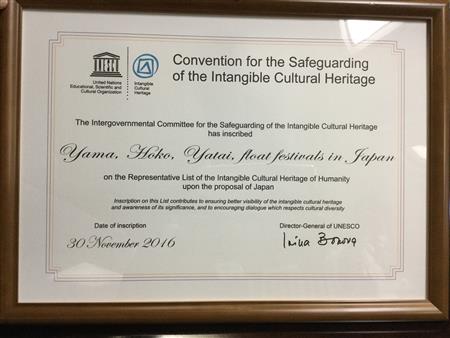 United Nations
Educational, Scientific and
Cultural Organization
Intangible
Cultural
Heritage
Convention for the Safeguarding
of the Intangible Cultural Heritage
The Intergovernmental Committee for the Safeguarding of the Intangible Cultural Heritage
has inscribed
Yama, Hoko, Yatai, float festivals in Japan
on the Representative List of the Intangible Cultural Heritage of Humanity
upon the proposal of Japan
Inscription on this List contributes to ensuring better visibility of the intangible cultural heritage
and awareness of its significance, and to encouraging dialogue which respects cultural diversity
Date of inscription
30 November 2016
Director-General of UNESCO
Irina Bokova